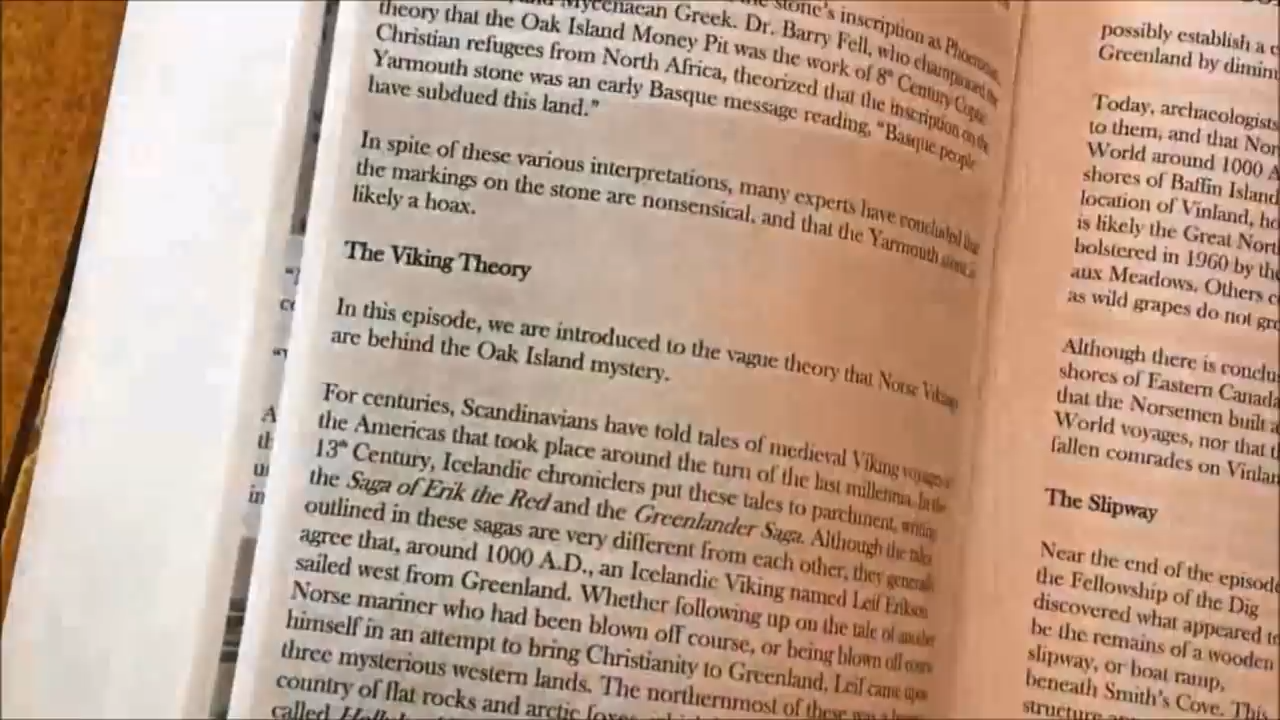 the stone's inscription as Phoenician,
and Mycenaean Greek. Dr. Barry Fell, who championed the
theory that the Oak Island Money Pit was the work of 8th Century Coptic
Christian refugees from North Africa, theorized that the inscription on the
Yarmouth stone was an early Basque message reading, “Basque people
have subdued this land.”
In spite of these various interpretations, many experts have concluded that
the markings on the stone are nonsensical, and that the Yarmouth stone is
likely a hoax.
The Viking Theory
In this episode, we are introduced to the vague theory that Norse Vikings
are behind the Oak Island mystery.
For centuries, Scandinavians have told tales of medieval Viking voyages to
the Americas that took place around the turn of the last millennia. In the
13th Century, Icelandic chroniclers put these tales to parchment, writing
the Saga of Erik the Red and the Greenlander Saga. Although the tales
outlined in these sagas are very different from each other, they generally
agree that, around 1000 A.D., an Icelandic Viking named Leif Erikson
sailed west from Greenland. Whether following up on the tale of another
Norse mariner who had been blown off course, or being blown off course
himself in an attempt to bring Christianity to Greenland, Leif came upon
three mysterious western lands. The northernmost of these was a
country of flat rocks and arctic foxes
called
possibly establish a
Greenland by
Today, archaeologists
to them, and that
World around 1000
shores of Baffin Island
location of Vinland,
is likely the Great
bolstered in 1960 by the
aux Meadows. Others
as wild grapes do not
Although there is
shores of Eastern Canada
that the Norsemen built
World voyages, nor that
fallen comrades on
The Slipway
Near the end of the episode
the Fellowship of the Dig
discovered what appeared to
be the remains of a wooden
slipway, or boat ramp,
beneath Smith's Cove. This
structure